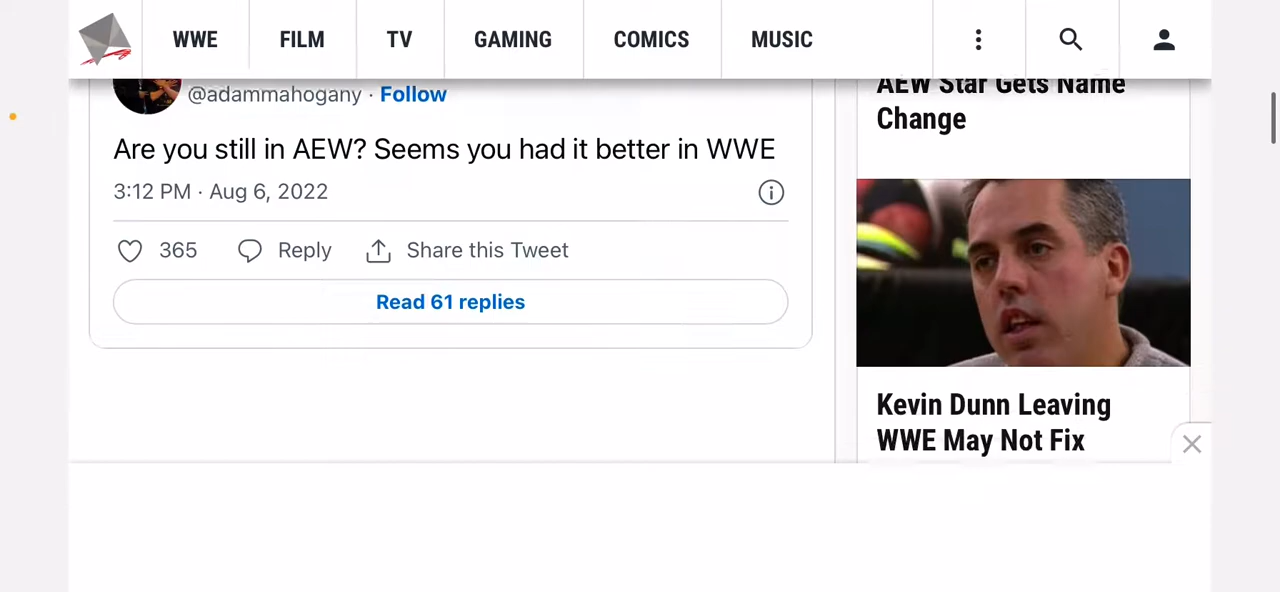 WWE FILM TV GAMING COMICS MUSIC
@adammahogany · Follow
Are you still in AEW? Seems you had it better in WWE
3:12 PM · Aug 6, 2022
365 Reply Share this Tweet
Read 61 replies
AEW Star Gets Name
Change
Kevin Dunn Leaving
WWE May Not Fix